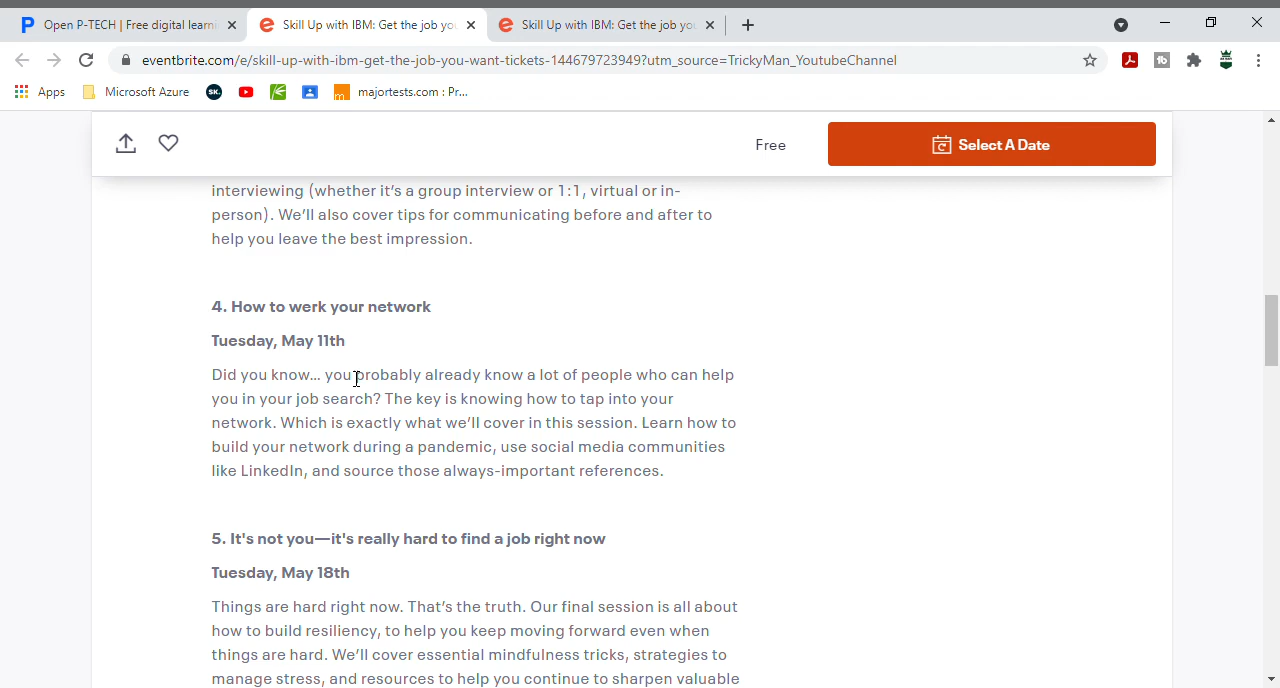 Open P-TECH | Free digital learni
Skill Up with IBM: Get the job you
Skill Up with IBM: Get the job you
eventbrite.com/e/skill-up-with-ibm-get-the-job-you-want-tickets-144679723949?utm_source=TrickyMan_YoutubeChannel
Apps
Microsoft Azure
SK.
majortests.com : Pr...
Free
Select A Date
interviewing (whether it's a group interview or 1:1, virtual or in-
person). We'll also cover tips for communicating before and after to
help you leave the best impression.
4. How to werk your network
Tuesday, May 11th
Did you know... you probably already know a lot of people who can help
you in your job search? The key is knowing how to tap into your
network. Which is exactly what we'll cover in this session. Learn how to
build your network during a pandemic, use social media communities
like LinkedIn, and source those always-important references.
5. It's not you—it's really hard to find a job right now
Tuesday, May 18th
Things are hard right now. That's the truth. Our final session is all about
how to build resiliency, to help you keep moving forward even when
things are hard. We'll cover essential mindfulness tricks, strategies to
manage stress, and resources to help you continue to sharpen valuable